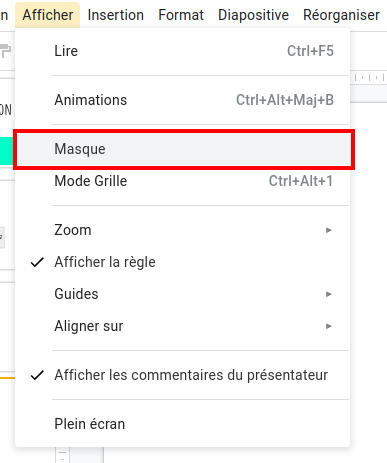 n Afficher Insertion Format Diapositive Réorganiser
Lire Ctrl+F5
Animations Ctrl+Alt+Maj+B
ON
Masque
Mode Grille Ctrl+Alt+1
Zoom
Afficher la règle
Guides
Aligner sur
Afficher les commentaires du présentateur
Plein écran